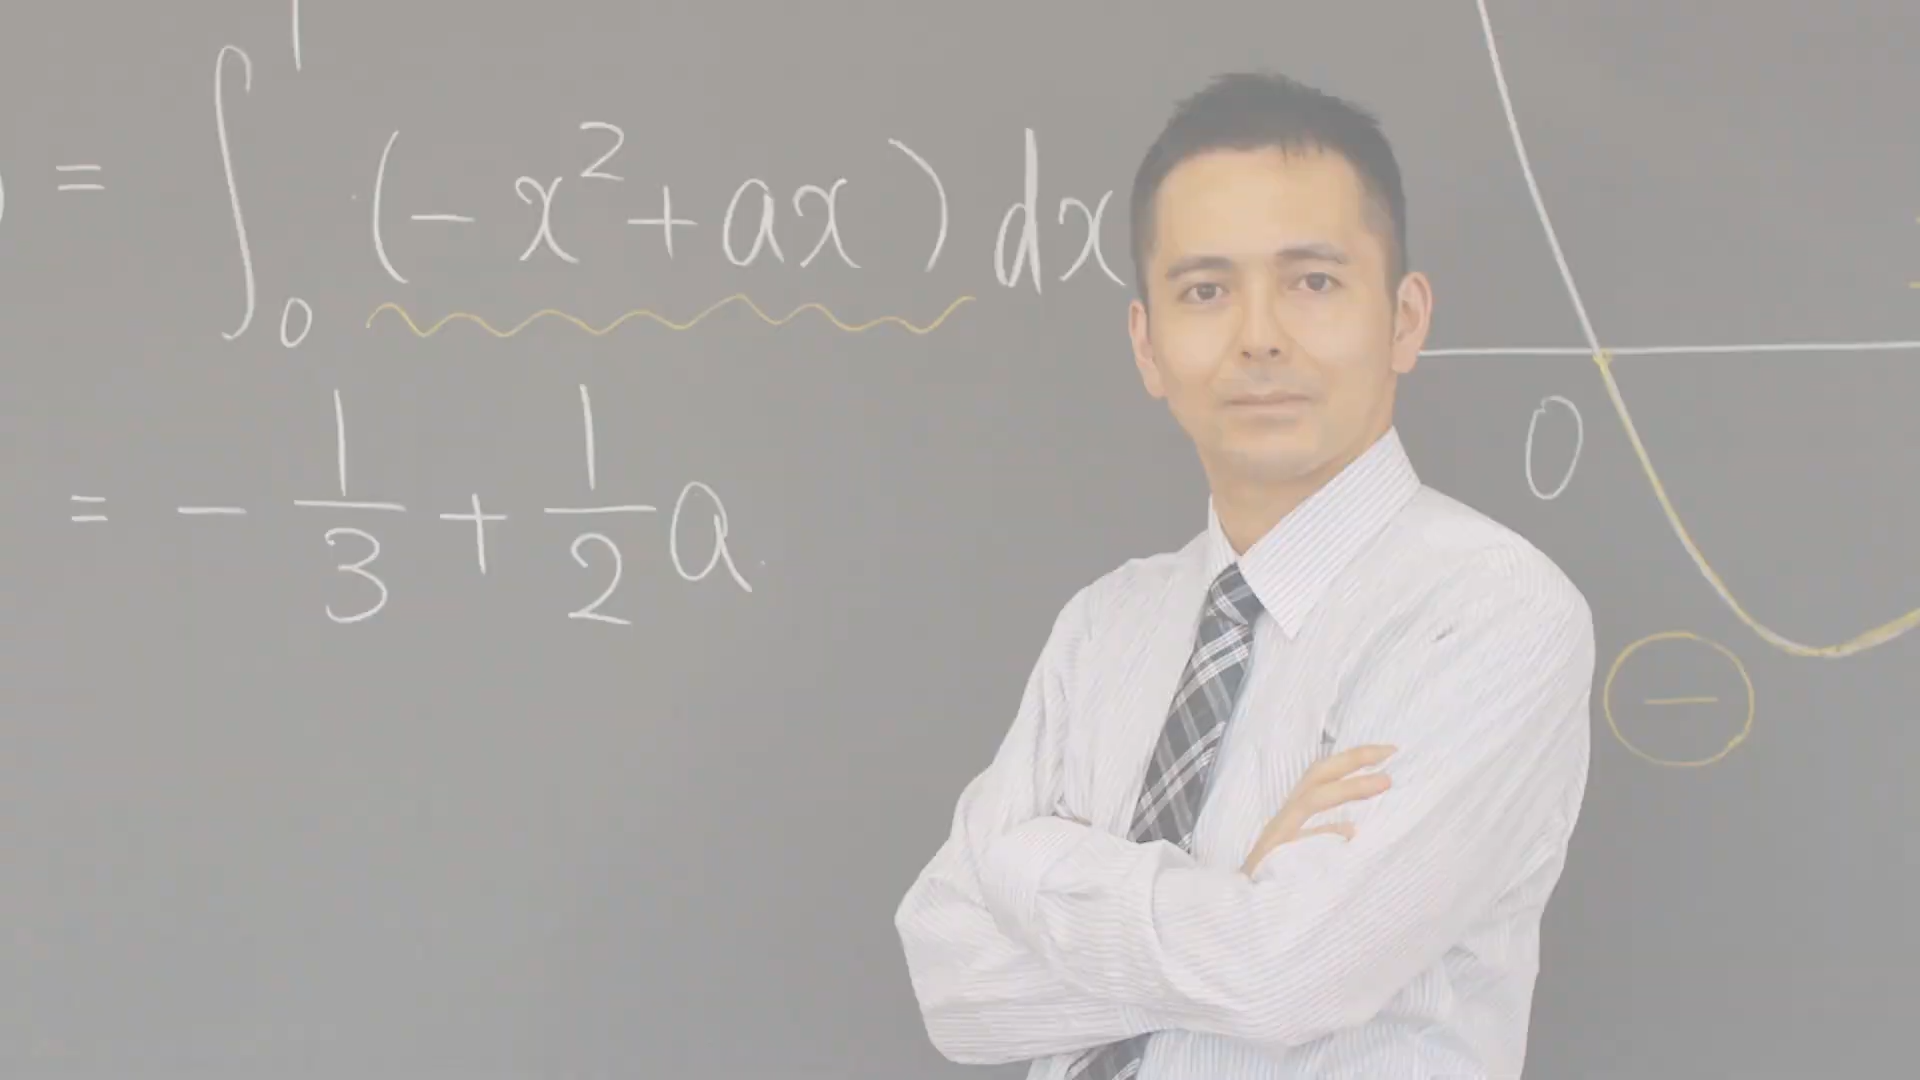 ) = ∫₀¹ (-x²+ax) dx
= - 1/3 + 1/2 a
0
−